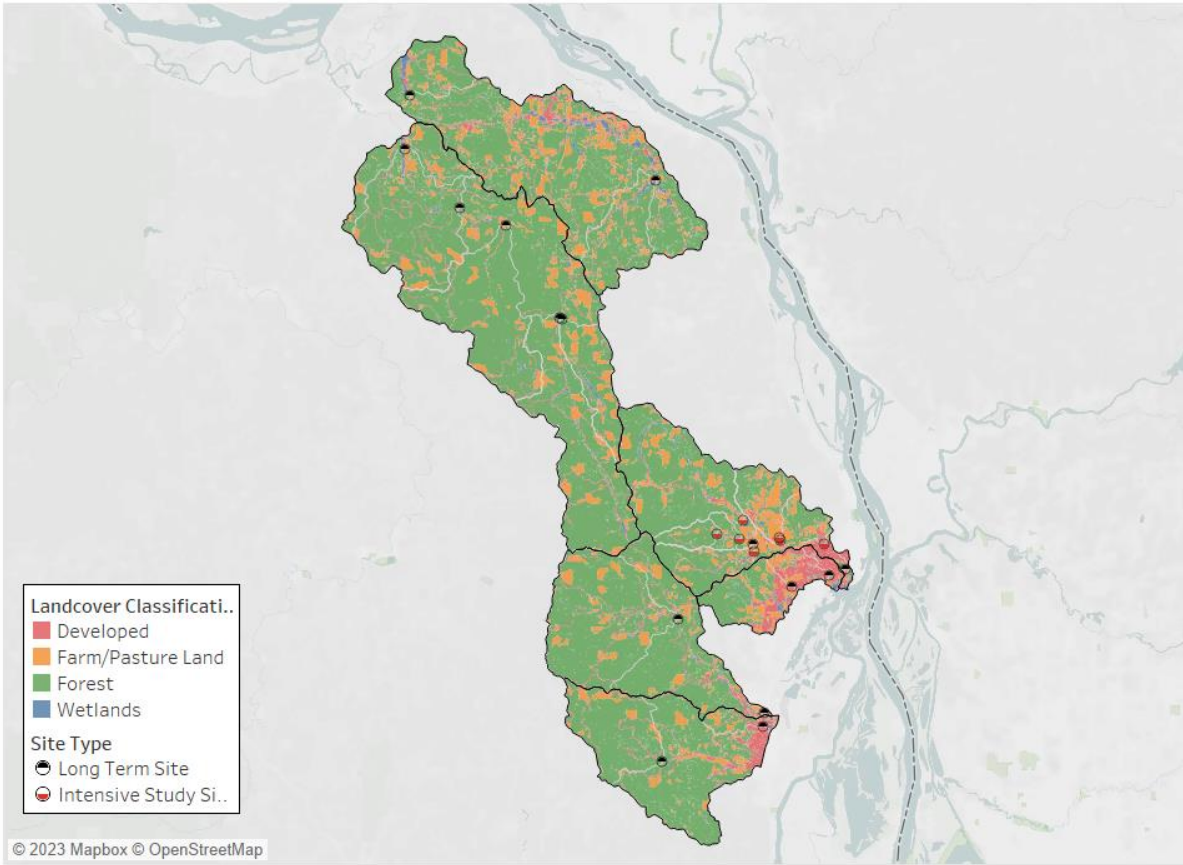 Landcover Classificati..
Developed
Farm/Pasture Land
Forest
Wetlands
Site Type
Long Term Site
Intensive Study Si..
© 2023 Mapbox © OpenStreetMap